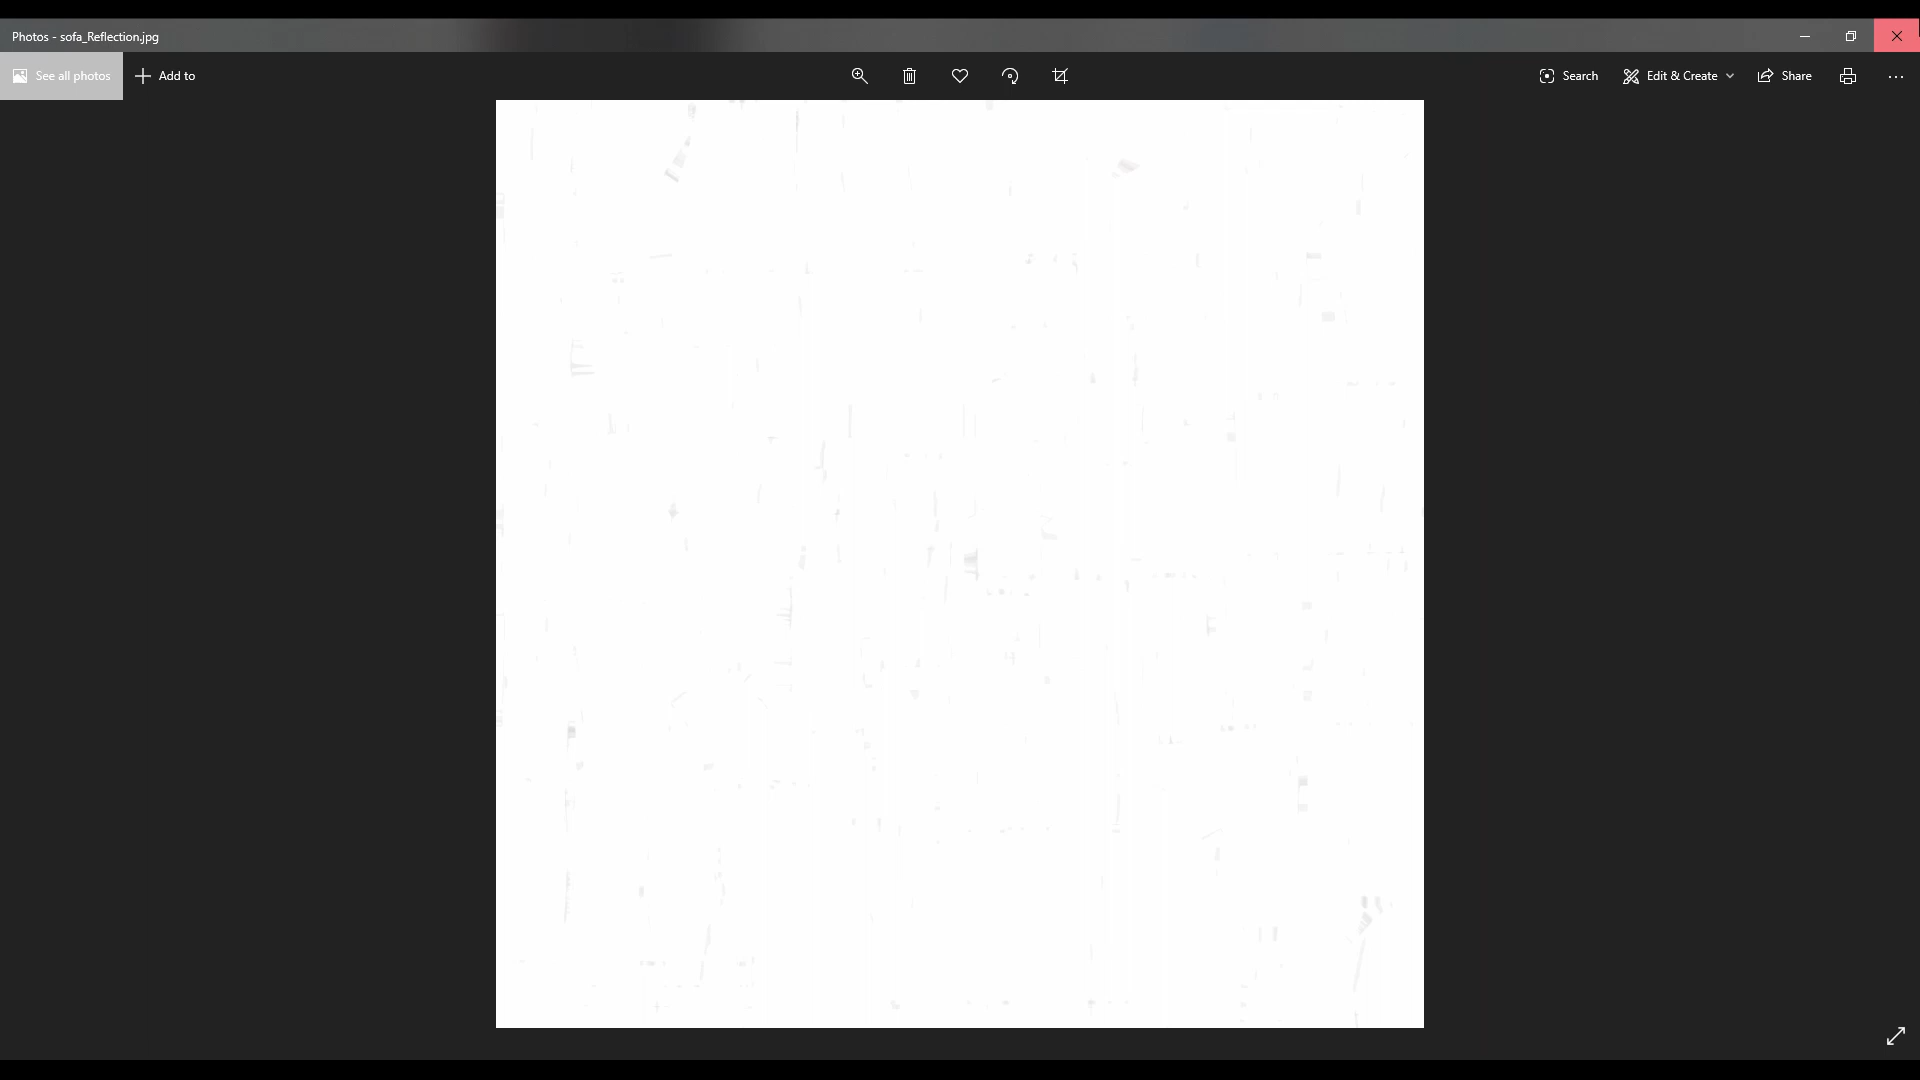 Photos - sofa_Reflection.jpg
See all photos
Add to
Search
Edit & Create
Share